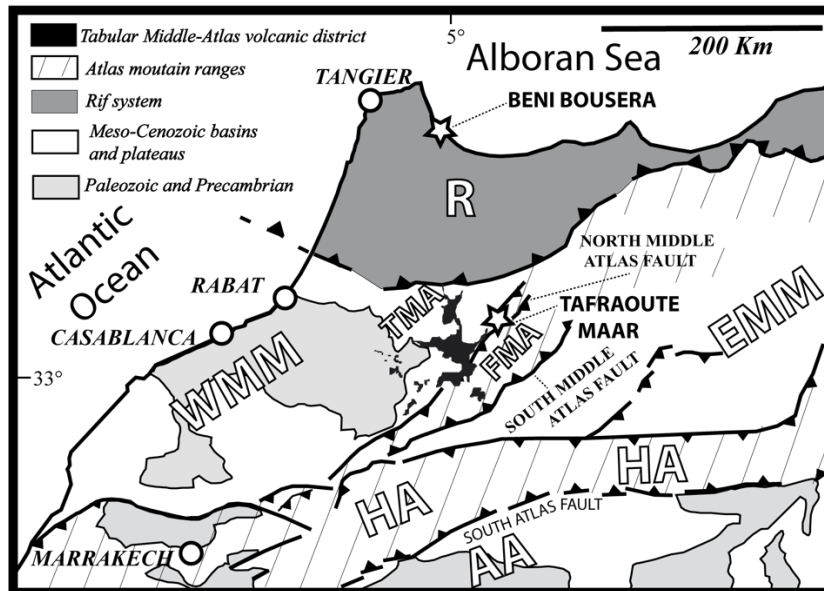 Tabular Middle-Atlas volcanic district
Atlas moutain ranges
Rif system
Meso-Cenozoic basins
and plateaus
Paleozoic and Precambrian
5°
200 Km
Alboran Sea
TANGIER
BENI BOUSERA
R
Atlantic
Ocean
NORTH MIDDLE
ATLAS FAULT
RABAT
TAFRAOUTE
MAAR
CASABLANCA
TMA
FMA
EMM
WMM
33°
SOUTH MIDDLE
ATLAS FAULT
HA
HA
SOUTH ATLAS FAULT
AA
MARRAKECH